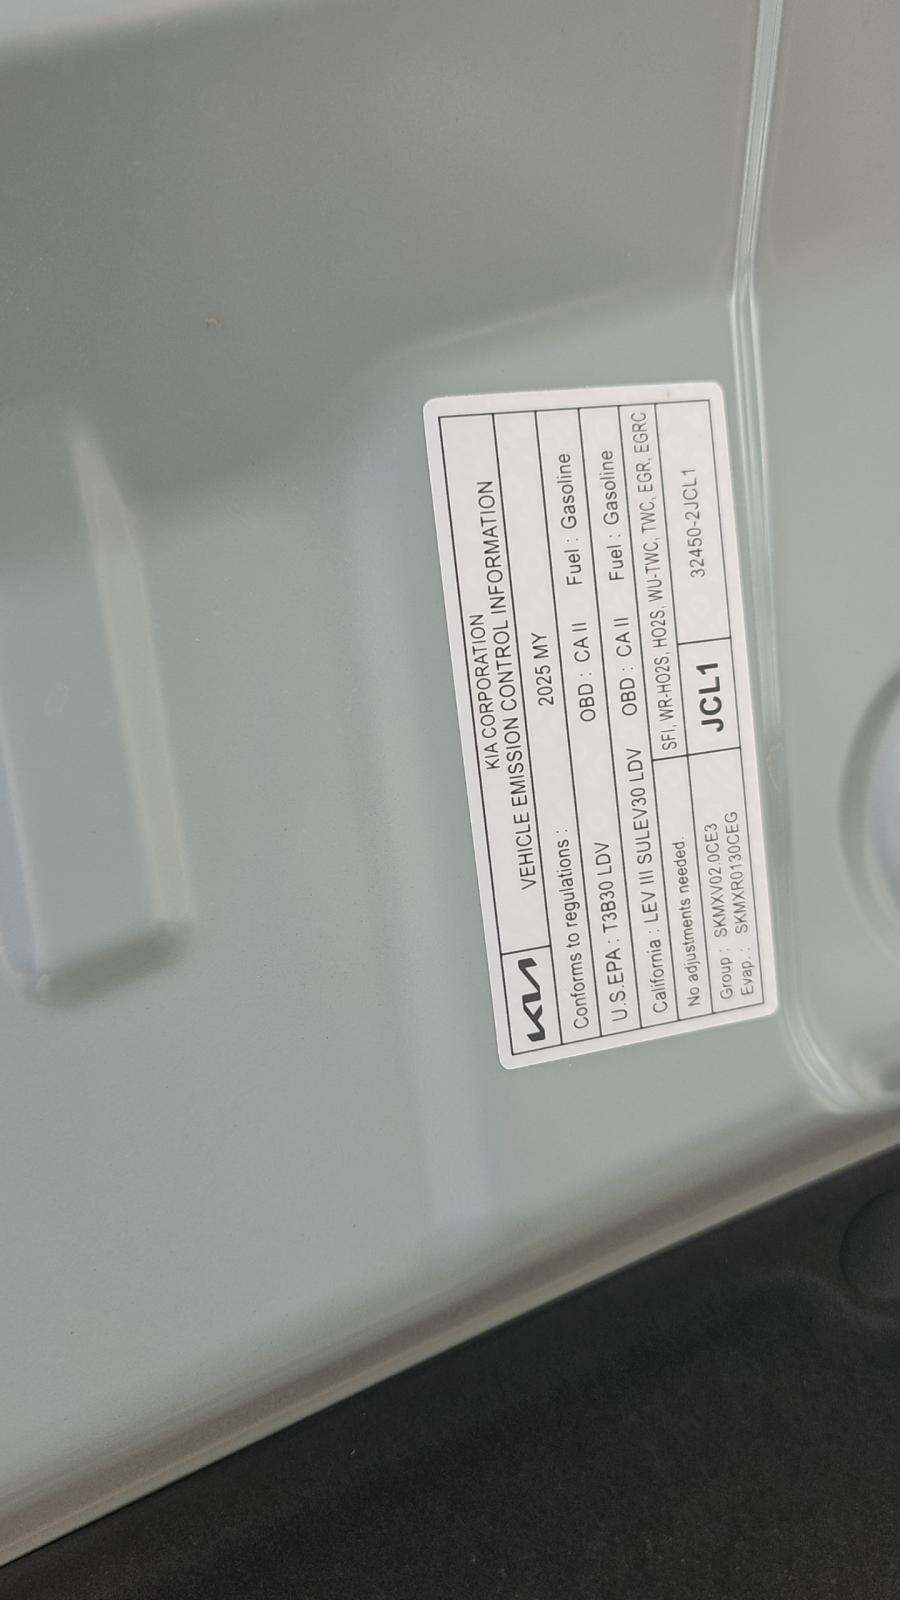 KIA
KIA CORPORATION
VEHICLE EMISSION CONTROL INFORMATION
Conforms to regulations : 2025 MY
U.S.EPA : T3B30 LDV OBD : CA II Fuel : Gasoline
California : LEV III SULEV30 LDV OBD : CA II Fuel : Gasoline
No adjustments needed. SFI, WR-HO2S, HO2S, WU-TWC, TWC, EGR, EGRC
Group : SKMXV02.0CE3 JCL1 32450-2JCL1
Evap. : SKMXR0130CEG